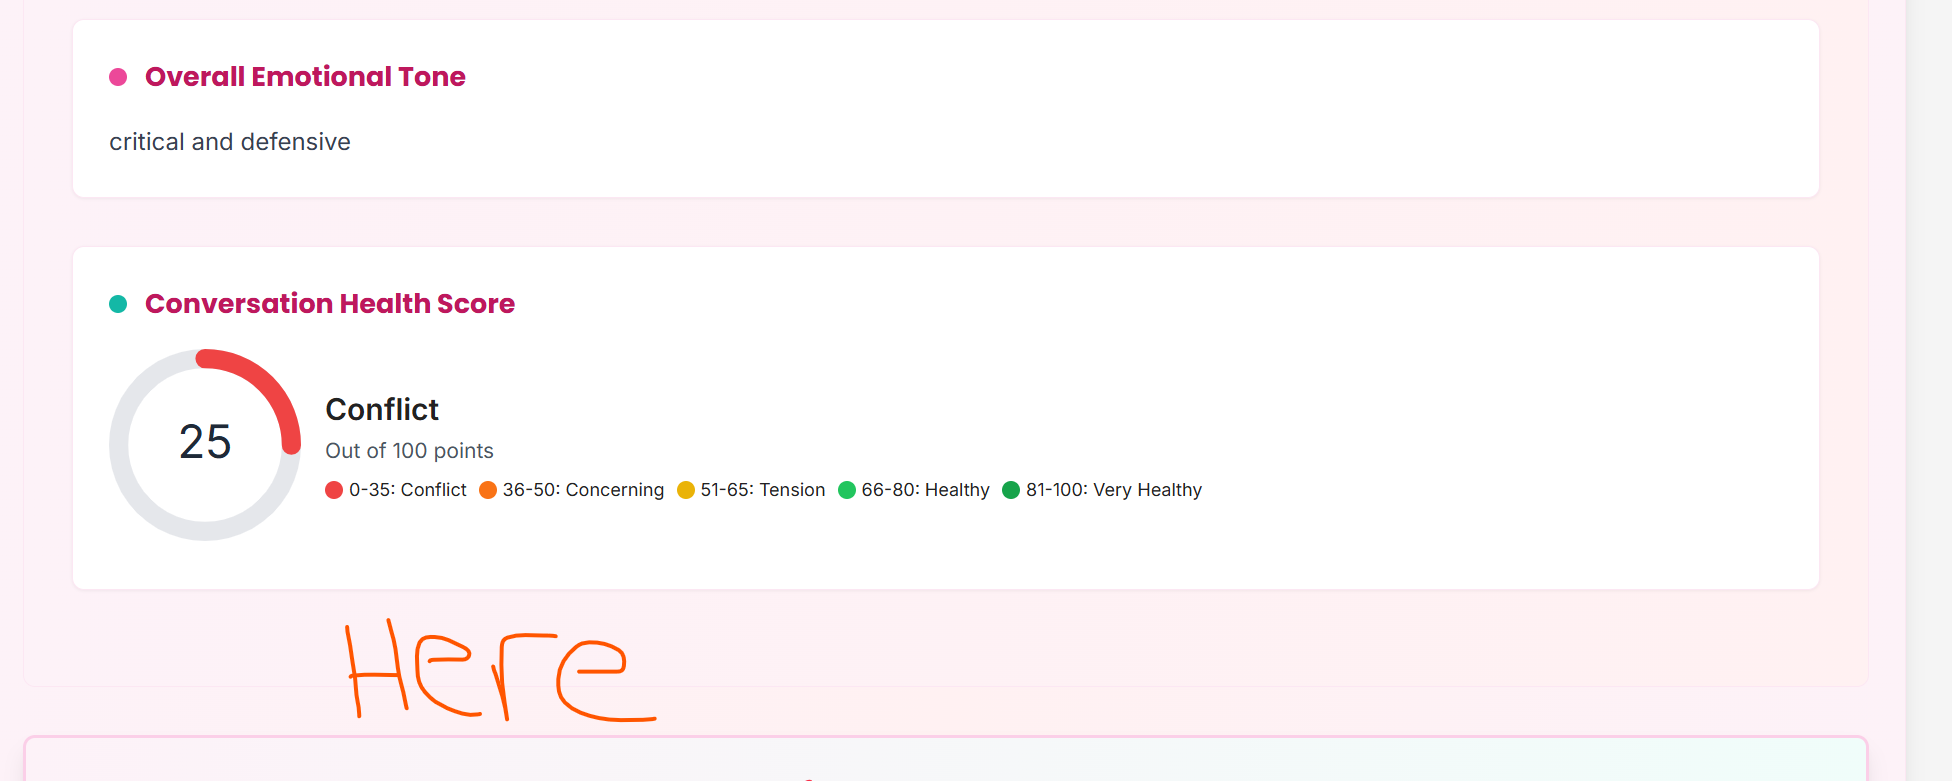 Overall Emotional Tone
critical and defensive
Conversation Health Score
25
Conflict
Out of 100 points
0-35: Conflict 36-50: Concerning 51-65: Tension 66-80: Healthy 81-100: Very Healthy
Here